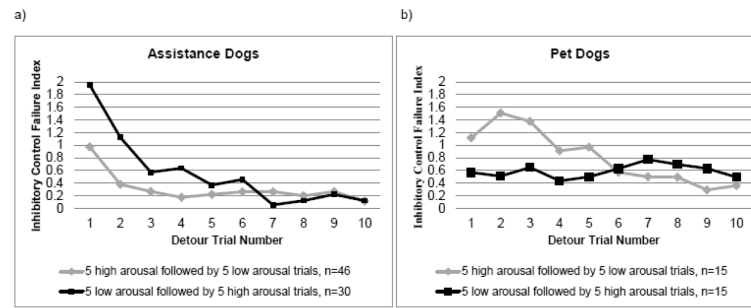 a)
b)
Assistance Dogs
Inhibitory Control Failure Index
2
1.8
1.6
1.4
1.2
1
0.8
0.6
0.4
0.2
0
1 2 3 4 5 6 7 8 9 10
Detour Trial Number
5 high arousal followed by 5 low arousal trials, n=46
5 low arousal followed by 5 high arousal trials, n=30
Pet Dogs
Inhibitory Control Failure Index
2
1.8
1.6
1.4
1.2
1
0.8
0.6
0.4
0.2
0
1 2 3 4 5 6 7 8 9 10
Detour Trial Number
5 high arousal followed by 5 low arousal trials, n=15
5 low arousal followed by 5 high arousal trials, n=15